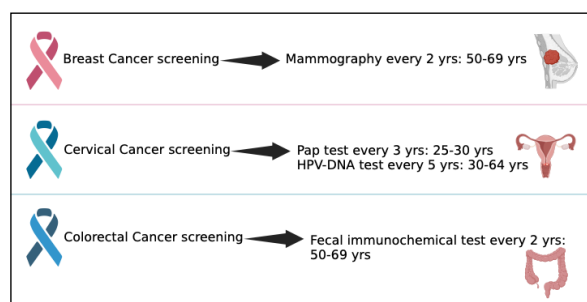 Breast Cancer screening
Mammography every 2 yrs: 50-69 yrs
Cervical Cancer screening
Pap test every 3 yrs: 25-30 yrs
HPV-DNA test every 5 yrs: 30-64 yrs
Colorectal Cancer screening
Fecal immunochemical test every 2 yrs:
50-69 yrs